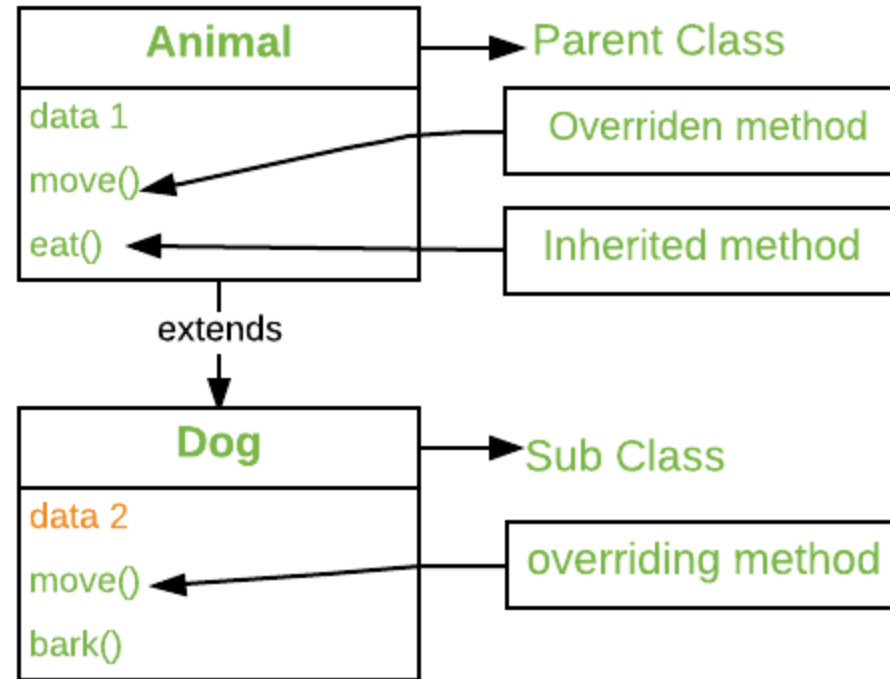 Animal
Parent Class
data 1
Overriden method
move()
eat()
Inherited method
extends
Dog
Sub Class
data 2
move()
overriding method
bark()